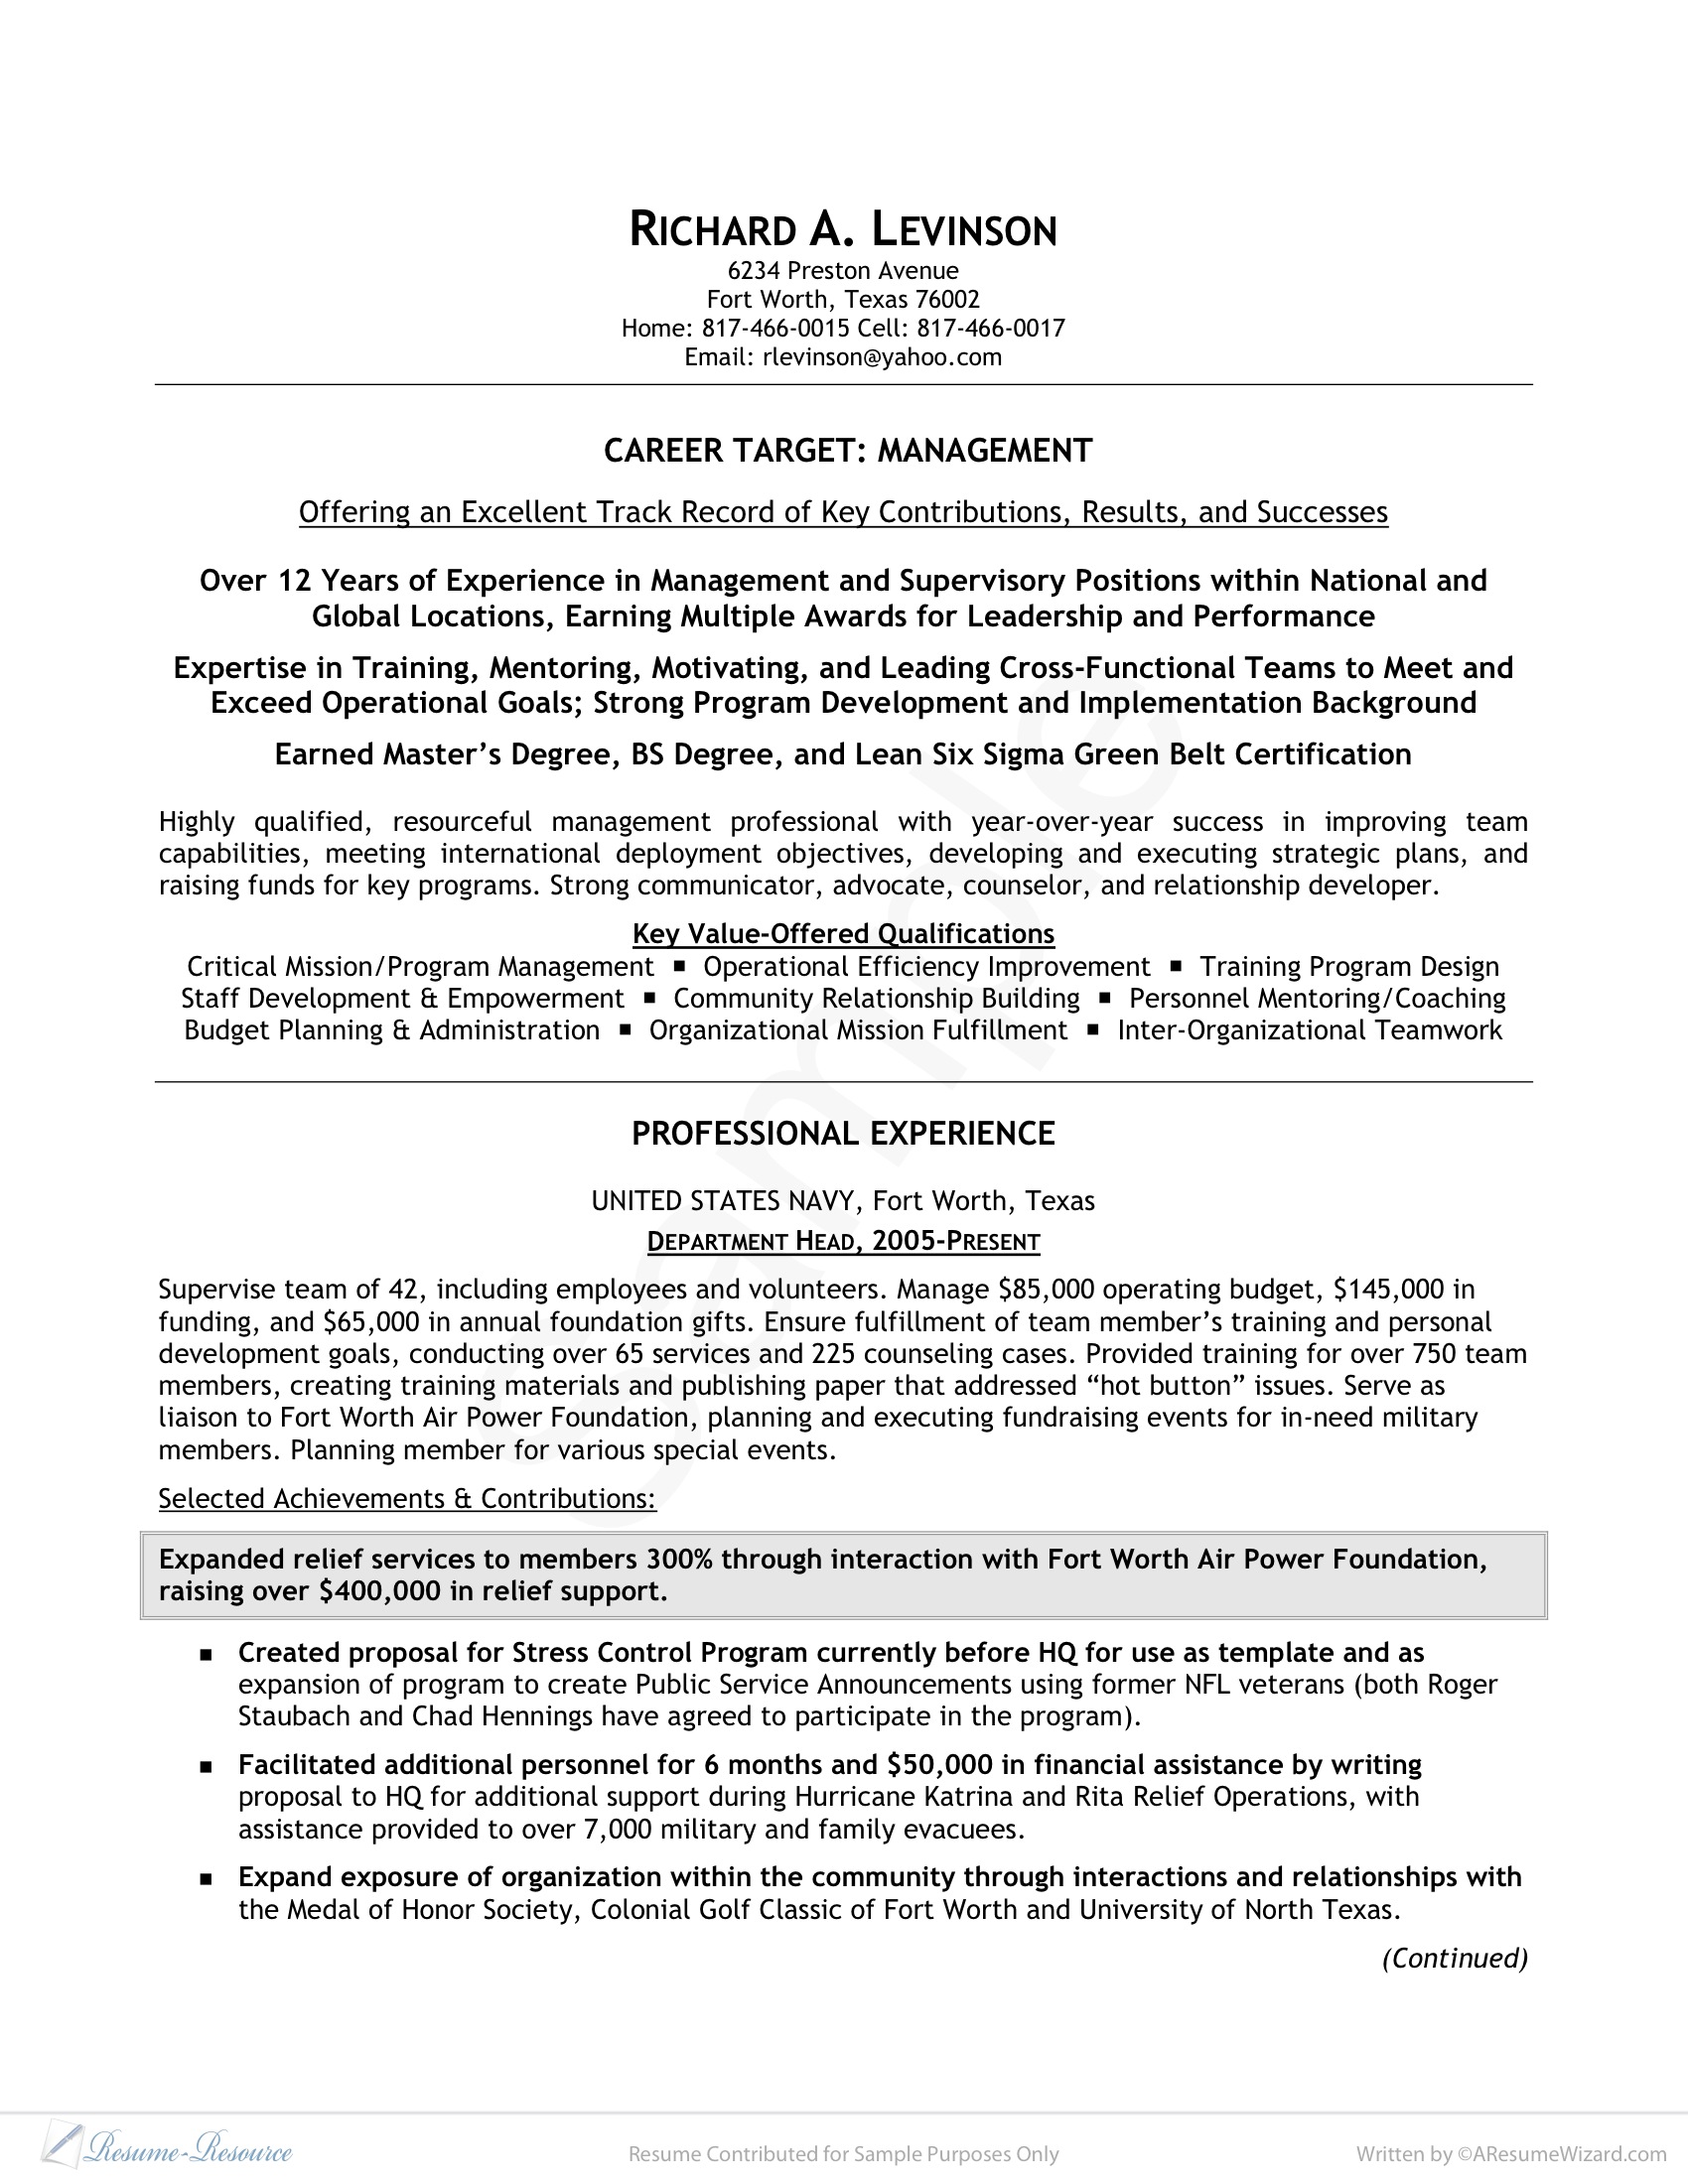 RICHARD A. LEVINSON
6234 Preston Avenue
Fort Worth, Texas 76002
Home: 817-466-0015 Cell: 817-466-0017
Email: rlevinson@yahoo.com
CAREER TARGET: MANAGEMENT
Offering an Excellent Track Record of Key Contributions, Results, and Successes
Over 12 Years of Experience in Management and Supervisory Positions within National and
Global Locations, Earning Multiple Awards for Leadership and Performance
Expertise in Training, Mentoring, Motivating, and Leading Cross-Functional Teams to Meet and
Exceed Operational Goals; Strong Program Development and Implementation Background
Earned Master’s Degree, BS Degree, and Lean Six Sigma Green Belt Certification
Highly qualified, resourceful management professional with year-over-year success in improving team
capabilities, meeting international deployment objectives, developing and executing strategic plans, and
raising funds for key programs. Strong communicator, advocate, counselor, and relationship developer.
Key Value-Offered Qualifications
Critical Mission/Program Management ▪ Operational Efficiency Improvement ▪ Training Program Design
Staff Development & Empowerment ▪ Community Relationship Building ▪ Personnel Mentoring/Coaching
Budget Planning & Administration ▪ Organizational Mission Fulfillment ▪ Inter-Organizational Teamwork
PROFESSIONAL EXPERIENCE
UNITED STATES NAVY, Fort Worth, Texas
DEPARTMENT HEAD, 2005-PRESENT
Supervise team of 42, including employees and volunteers. Manage $85,000 operating budget, $145,000 in
funding, and $65,000 in annual foundation gifts. Ensure fulfillment of team member’s training and personal
development goals, conducting over 65 services and 225 counseling cases. Provided training for over 750 team
members, creating training materials and publishing paper that addressed “hot button” issues. Serve as
liaison to Fort Worth Air Power Foundation, planning and executing fundraising events for in-need military
members. Planning member for various special events.
Selected Achievements & Contributions:
Expanded relief services to members 300% through interaction with Fort Worth Air Power Foundation,
raising over $400,000 in relief support.
▪ Created proposal for Stress Control Program currently before HQ for use as template and as
expansion of program to create Public Service Announcements using former NFL veterans (both Roger
Staubach and Chad Hennings have agreed to participate in the program).
▪ Facilitated additional personnel for 6 months and $50,000 in financial assistance by writing
proposal to HQ for additional support during Hurricane Katrina and Rita Relief Operations, with
assistance provided to over 7,000 military and family evacuees.
▪ Expand exposure of organization within the community through interactions and relationships with
the Medal of Honor Society, Colonial Golf Classic of Fort Worth and University of North Texas.
(Continued)
Sample
Resume-Resource
Resume Contributed for Sample Purposes Only
Written by ©AResumeWizard.com